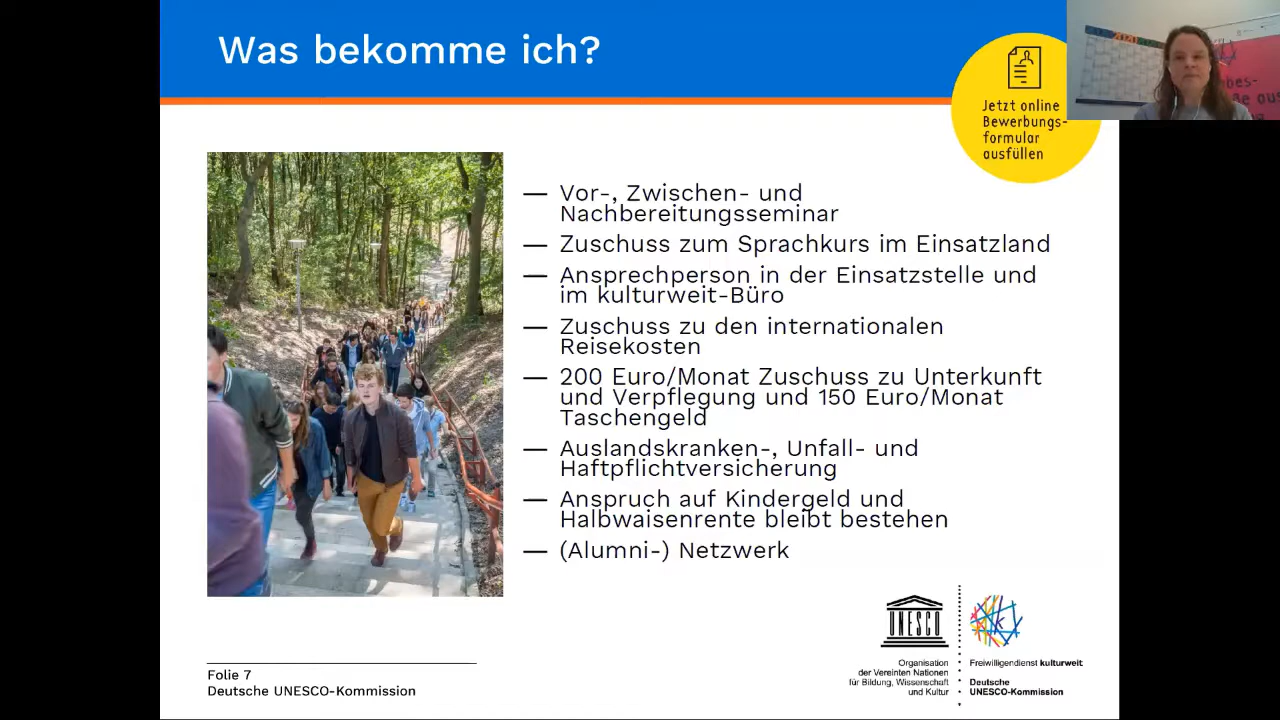 Was bekomme ich?
Jetzt online
Bewerbungs-
formular
ausfüllen
— Vor-, Zwischen- und
Nachbereitungsseminar
— Zuschuss zum Sprachkurs im Einsatzland
— Ansprechperson in der Einsatzstelle und
im kulturweit-Büro
— Zuschuss zu den internationalen
Reisekosten
— 200 Euro/Monat Zuschuss zu Unterkunft
und Verpflegung und 150 Euro/Monat
Taschengeld
— Auslandskranken-, Unfall- und
Haftpflichtversicherung
— Anspruch auf Kindergeld und
Halbwaisenrente bleibt bestehen
— (Alumni-) Netzwerk
UNESCO
k
Organisation
der Vereinten Nationen
für Bildung, Wissenschaft
und Kultur
Freiwilligendienst kulturweit
Deutsche
UNESCO-Kommission
Folie 7
Deutsche UNESCO-Kommission